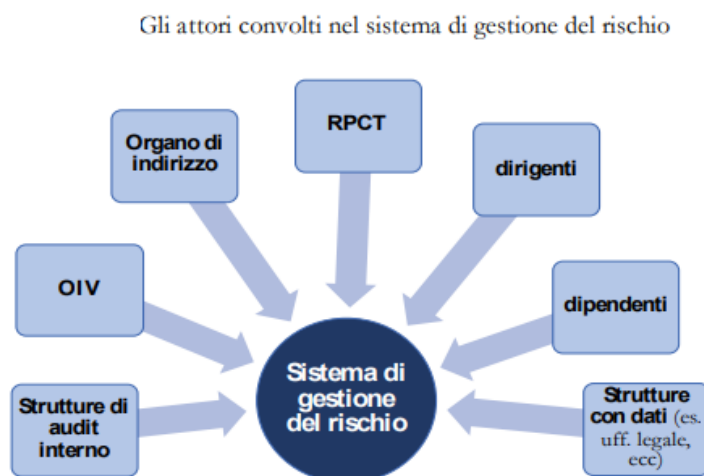 Gli attori convolti nel sistema di gestione del rischio
RPCT
Organo di
indirizzo
dirigenti
OIV
dipendenti
Sistema di
gestione
del rischio
Strutture di
audit
interno
Strutture
con dati (es.
uff. legale,
ecc)